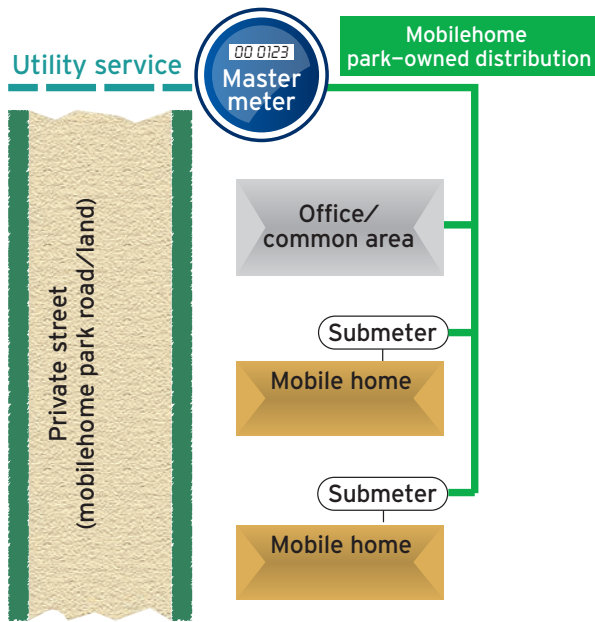 Mobilehome
park–owned distribution
Utility service
00 0123
Master
meter
Private street
(mobilehome park road/land)
Office/
common area
Submeter
Mobile home
Submeter
Mobile home